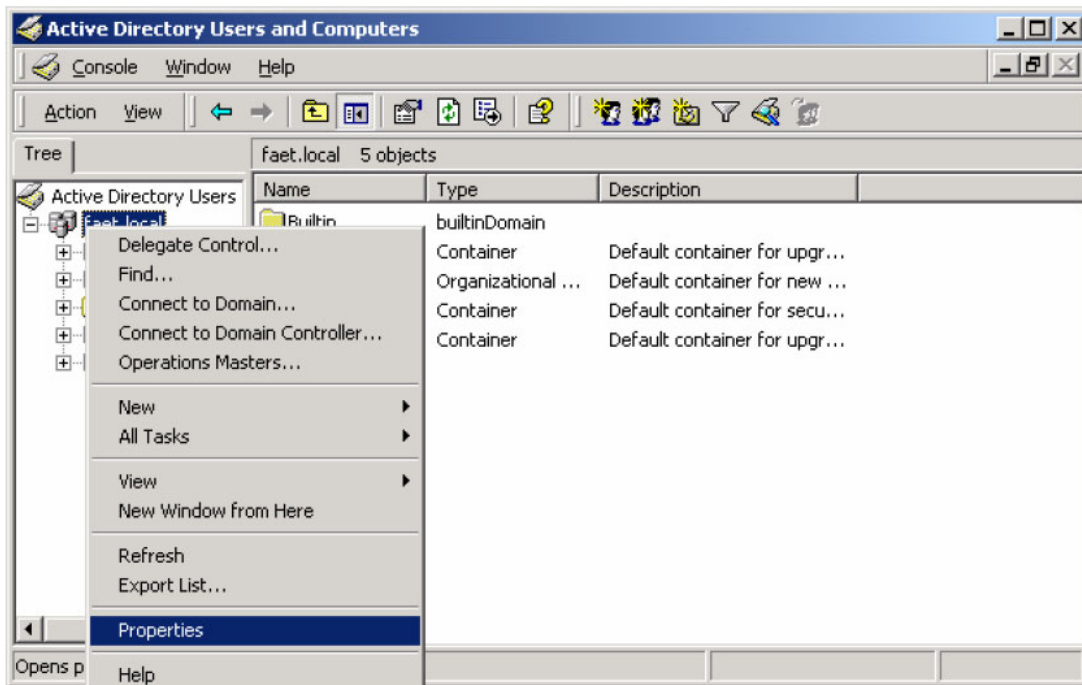 Active Directory Users and Computers
Console Window Help
Action View
Tree
faet.local 5 objects
Active Directory Users
Name Type Description
faet.local
Builtin builtinDomain
Container Default container for upgr...
Organizational ... Default container for new ...
Container Default container for secu...
Container Default container for upgr...
Delegate Control...
Find...
Connect to Domain...
Connect to Domain Controller...
Operations Masters...
New
All Tasks
View
New Window from Here
Refresh
Export List...
Properties
Help
Opens p